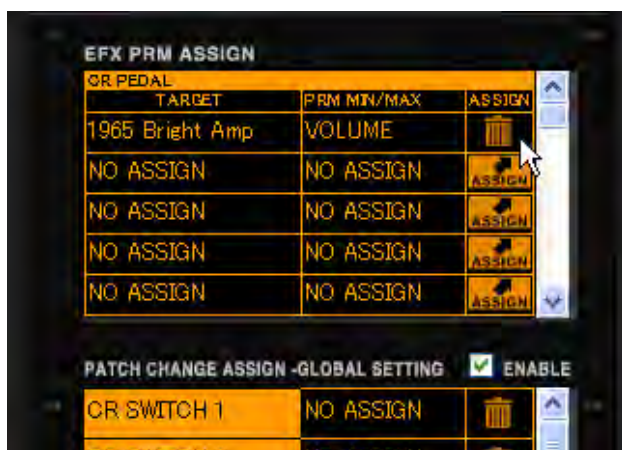 EFX PRM ASSIGN
GR PEDAL
TARGET PRM MIN/MAX ASSIGN
1965 Bright Amp VOLUME
NO ASSIGN NO ASSIGN ASSIGN
NO ASSIGN NO ASSIGN ASSIGN
NO ASSIGN NO ASSIGN ASSIGN
NO ASSIGN NO ASSIGN ASSIGN
PATCH CHANGE ASSIGN -GLOBAL SETTING ENABLE
CR SWITCH 1 NO ASSIGN